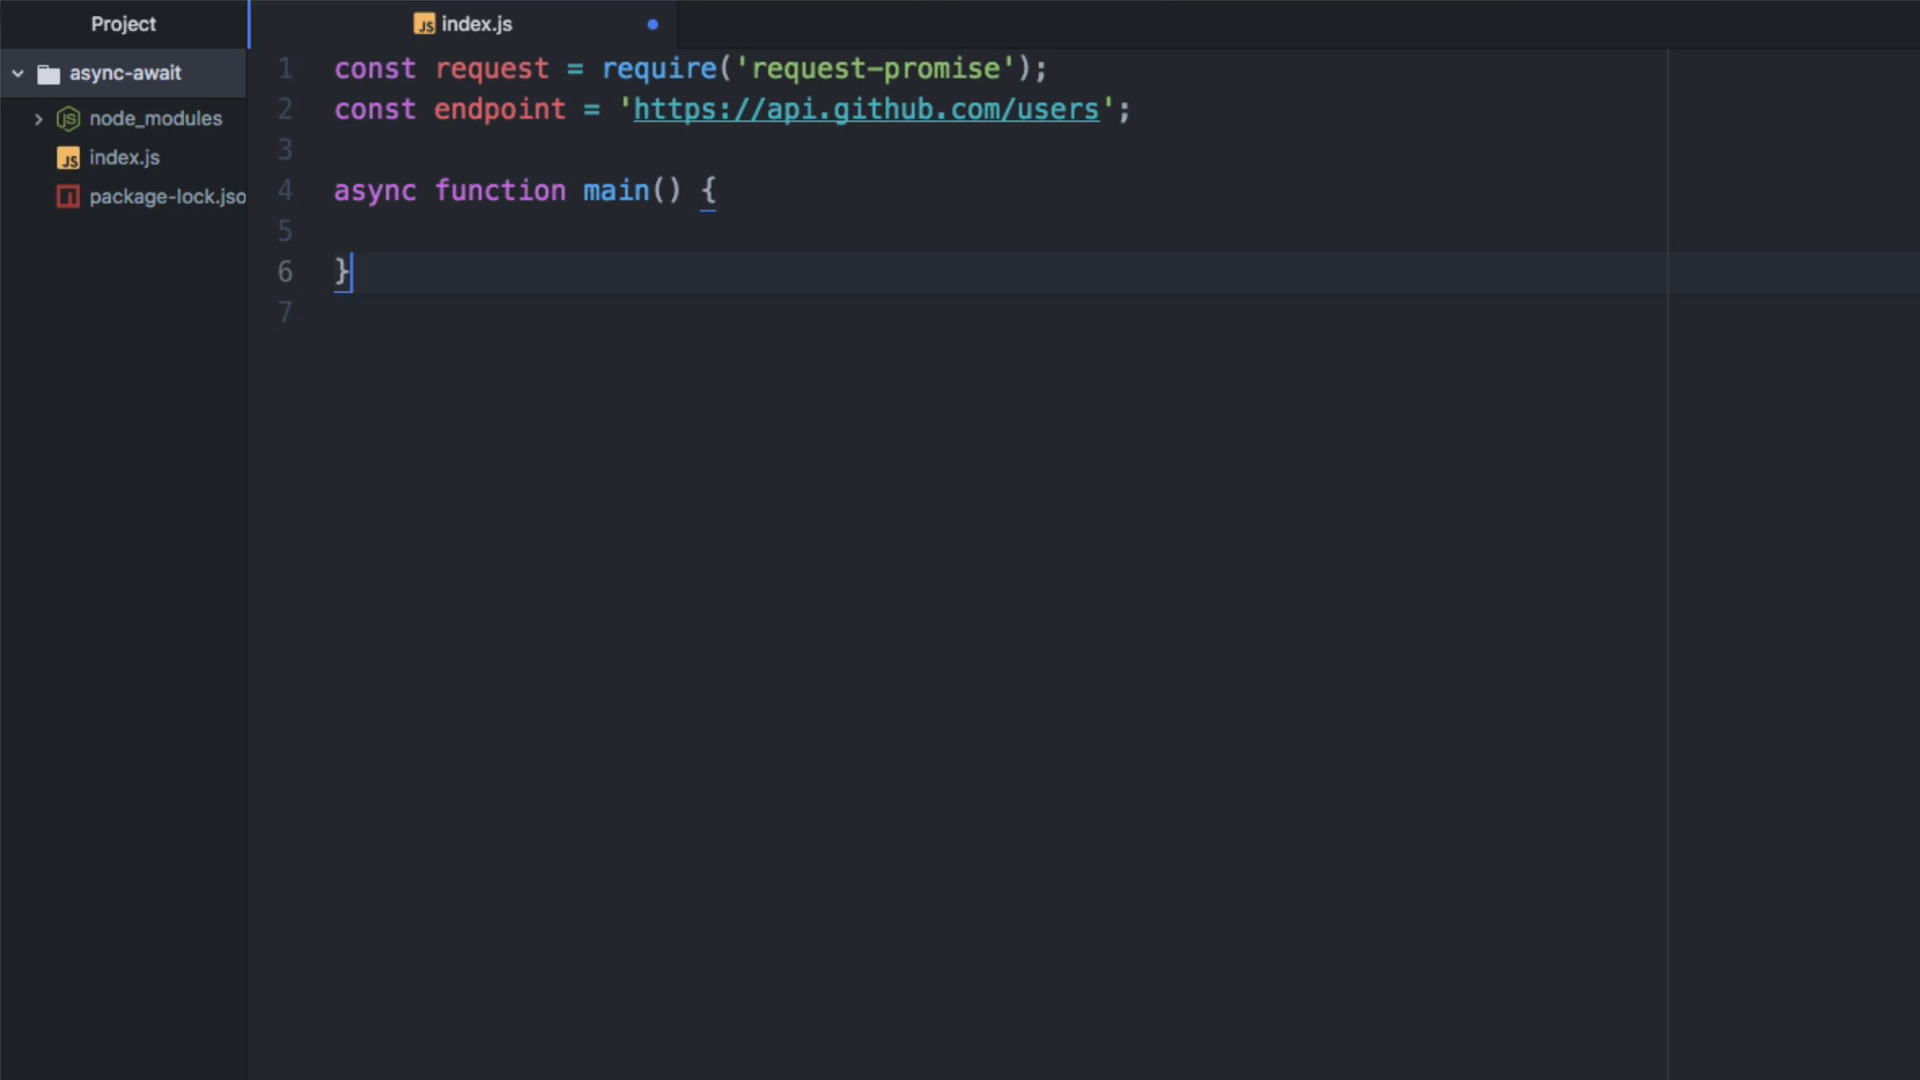 Project
async-await
node_modules
index.js
package-lock.jso
index.js
1 const request = require('request-promise');
2 const endpoint = 'https://api.github.com/users';
3
4 async function main() {
5
6 }
7